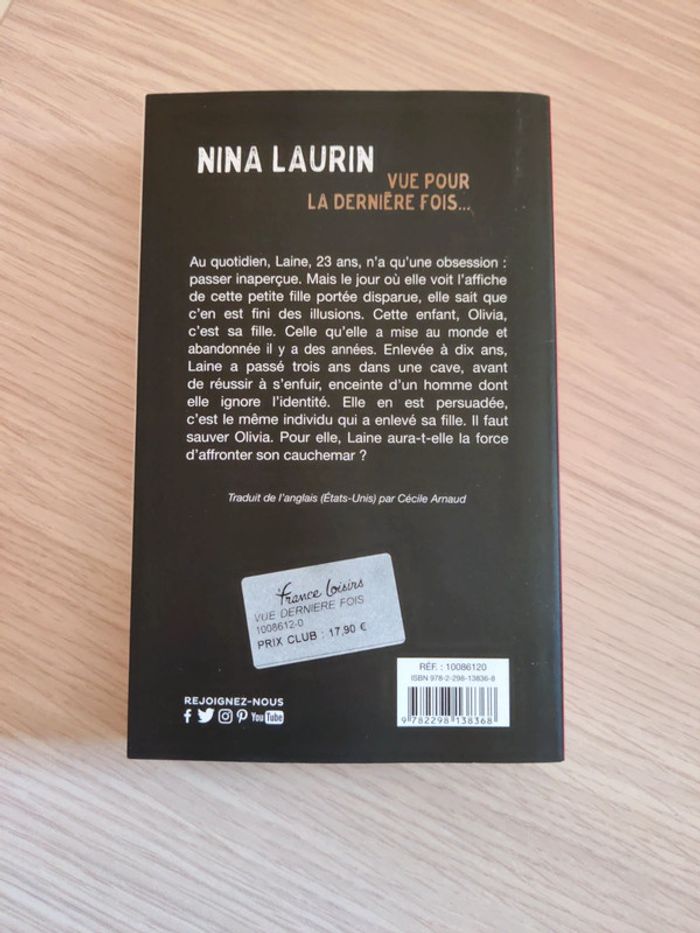 NINA LAURIN
VUE POUR
LA DERNIÈRE FOIS...
Au quotidien, Laine, 23 ans, n'a qu'une obsession :
passer inaperçue. Mais le jour où elle voit l'affiche
de cette petite fille portée disparue, elle sait que
c'en est fini des illusions. Cette enfant, Olivia,
c'est sa fille. Celle qu'elle a mise au monde et
abandonnée il y a des années. Enlevée à dix ans,
Laine a passé trois ans dans une cave, avant
de réussir à s'enfuir, enceinte d'un homme dont
elle ignore l'identité. Elle en est persuadée,
c'est le même individu qui a enlevé sa fille. Il faut
sauver Olivia. Pour elle, Laine aura-t-elle la force
d'affronter son cauchemar ?
Traduit de l'anglais (États-Unis) par Cécile Arnaud
france loisirs
VUE DERNIERE FOIS
1008612-0
PRIX CLUB : 17,90 €
RÉF. : 10086120
ISBN 978-2-298-13836-8
9 782298 138368
REJOIGNEZ-NOUS
You Tube